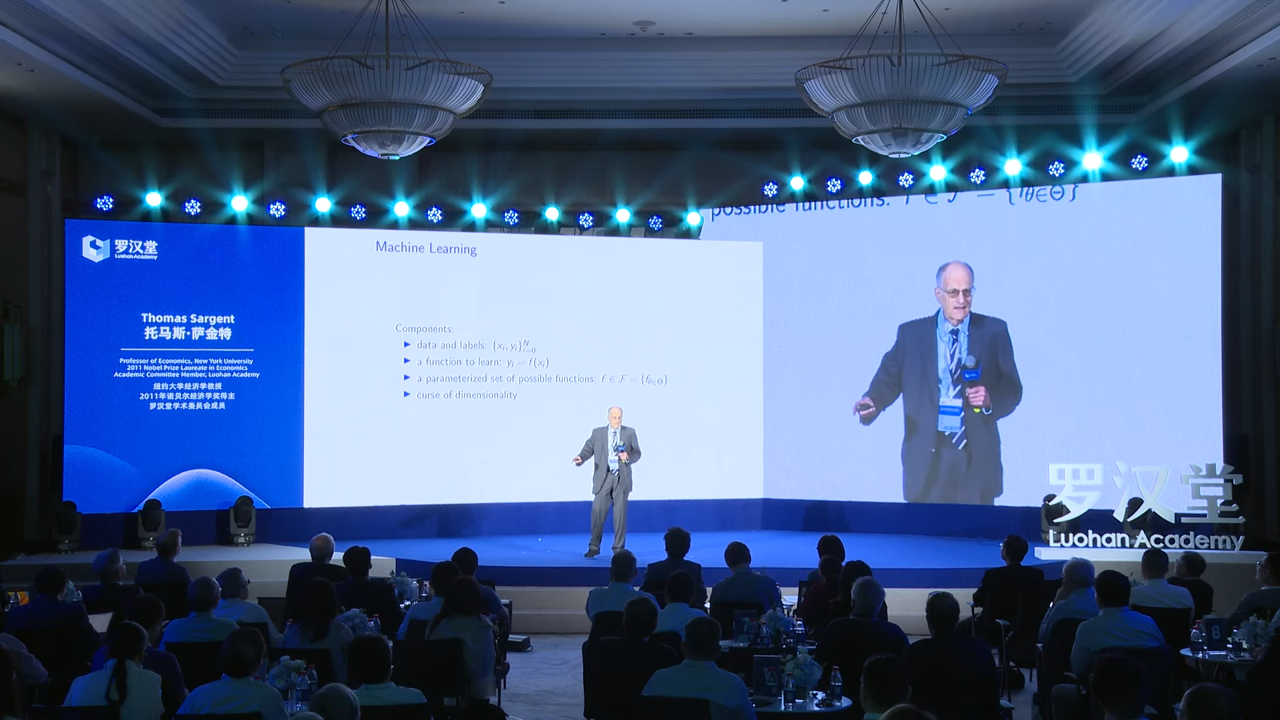 罗汉堂
Luohan Academy
Thomas Sargent
托马斯·萨金特
Professor of Economics, New York University
2011 Nobel Prize Laureate in Economics
Academic Committee Member, Luohan Academy
纽约大学经济学教授
2011年诺贝尔经济学奖得主
罗汉堂学术委员会成员
Machine Learning
Components:
▶ data and labels: {xᵢ, yᵢ}ᴺᵢ₌₀
▶ a function to learn: yᵢ = f(xᵢ)
▶ a parameterized set of possible functions: f ∈ ℱ = {f_θ∈Θ}
▶ curse of dimensionality
possible functions: f ∈ ℱ = {f_θ∈Θ}
罗汉堂
Luohan Academy
8